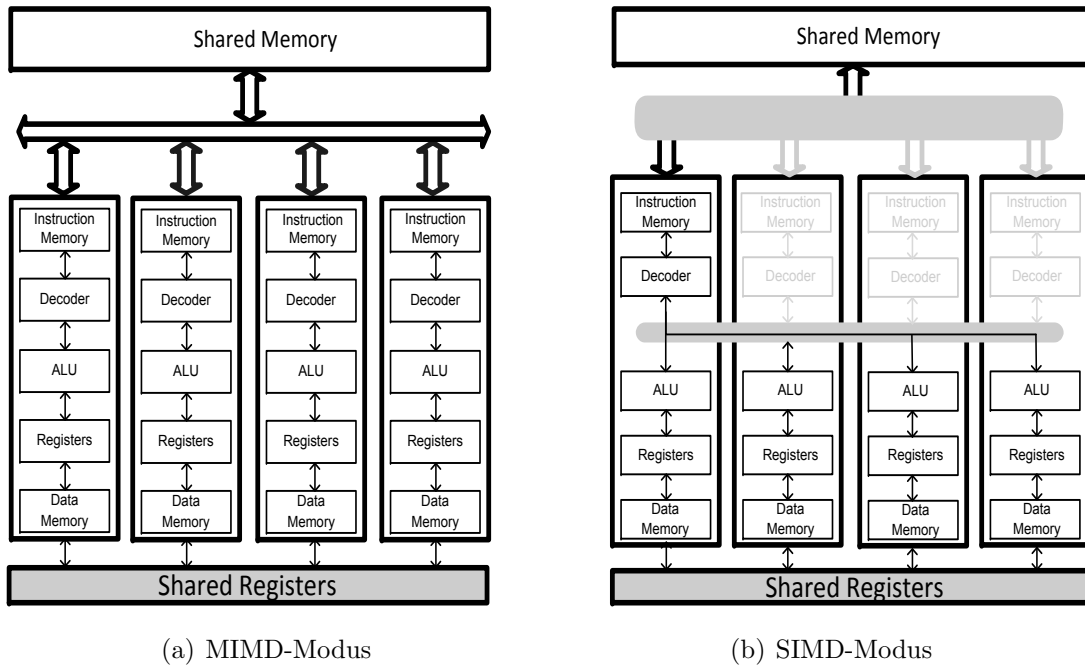 Shared Memory
Instruction
Memory
Decoder
ALU
Registers
Data
Memory
Instruction
Memory
Decoder
ALU
Registers
Data
Memory
Instruction
Memory
Decoder
ALU
Registers
Data
Memory
Instruction
Memory
Decoder
ALU
Registers
Data
Memory
Shared Registers
(a) MIMD-Modus
Shared Memory
Instruction
Memory
Decoder
ALU
Registers
Data
Memory
Instruction
Memory
Decoder
ALU
Registers
Data
Memory
Instruction
Memory
Decoder
ALU
Registers
Data
Memory
Instruction
Memory
Decoder
ALU
Registers
Data
Memory
Shared Registers
(b) SIMD-Modus